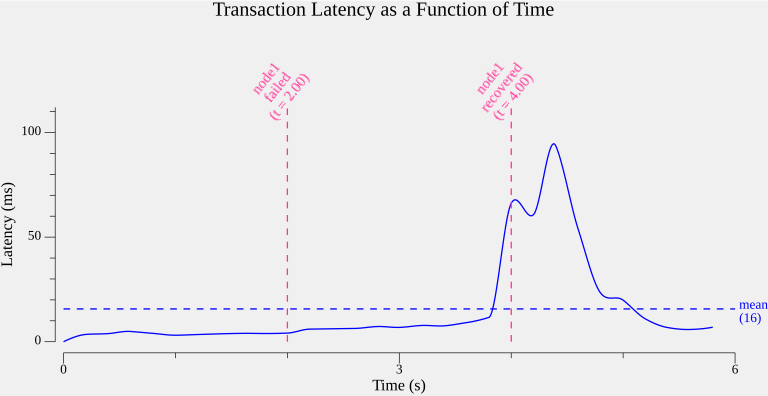 Transaction Latency as a Function of Time
node1
failed
(t = 2.00)
node1
recovered
(t = 4.00)
Latency (ms)
100
50
0
mean
(16)
0
3
6
Time (s)